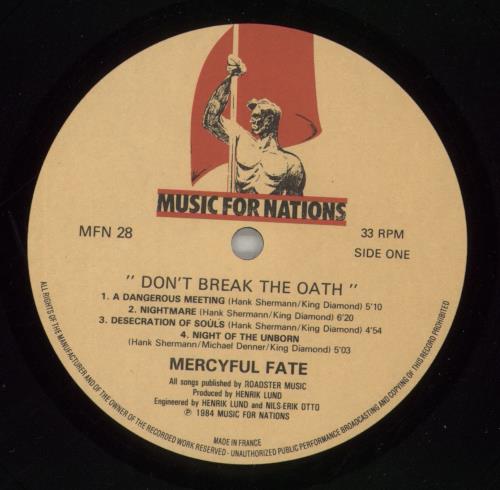 MUSIC FOR NATIONS
MFN 28
33 RPM
SIDE ONE
" DON'T BREAK THE OATH "
1. A DANGEROUS MEETING (Hank Shermann/King Diamond) 5'10
2. NIGHTMARE (Hank Shermann/King Diamond) 6'20
3. DESECRATION OF SOULS (Hank Shermann/King Diamond) 4'54
4. NIGHT OF THE UNBORN
(Hank Shermann/Michael Denner/King Diamond) 5'03
MERCYFUL FATE
All songs published by ROADSTER MUSIC
Produced by HENRIK LUND
Engineered by HENRIK LUND and NILS-ERIK OTTO
℗ 1984 MUSIC FOR NATIONS
MADE IN FRANCE
ALL RIGHTS OF THE MANUFACTURER AND OF THE OWNER OF THE RECORDED WORK RESERVED - UNAUTHORIZED PUBLIC PERFORMANCE BROADCASTING AND COPYING OF THIS RECORD PROHIBITED